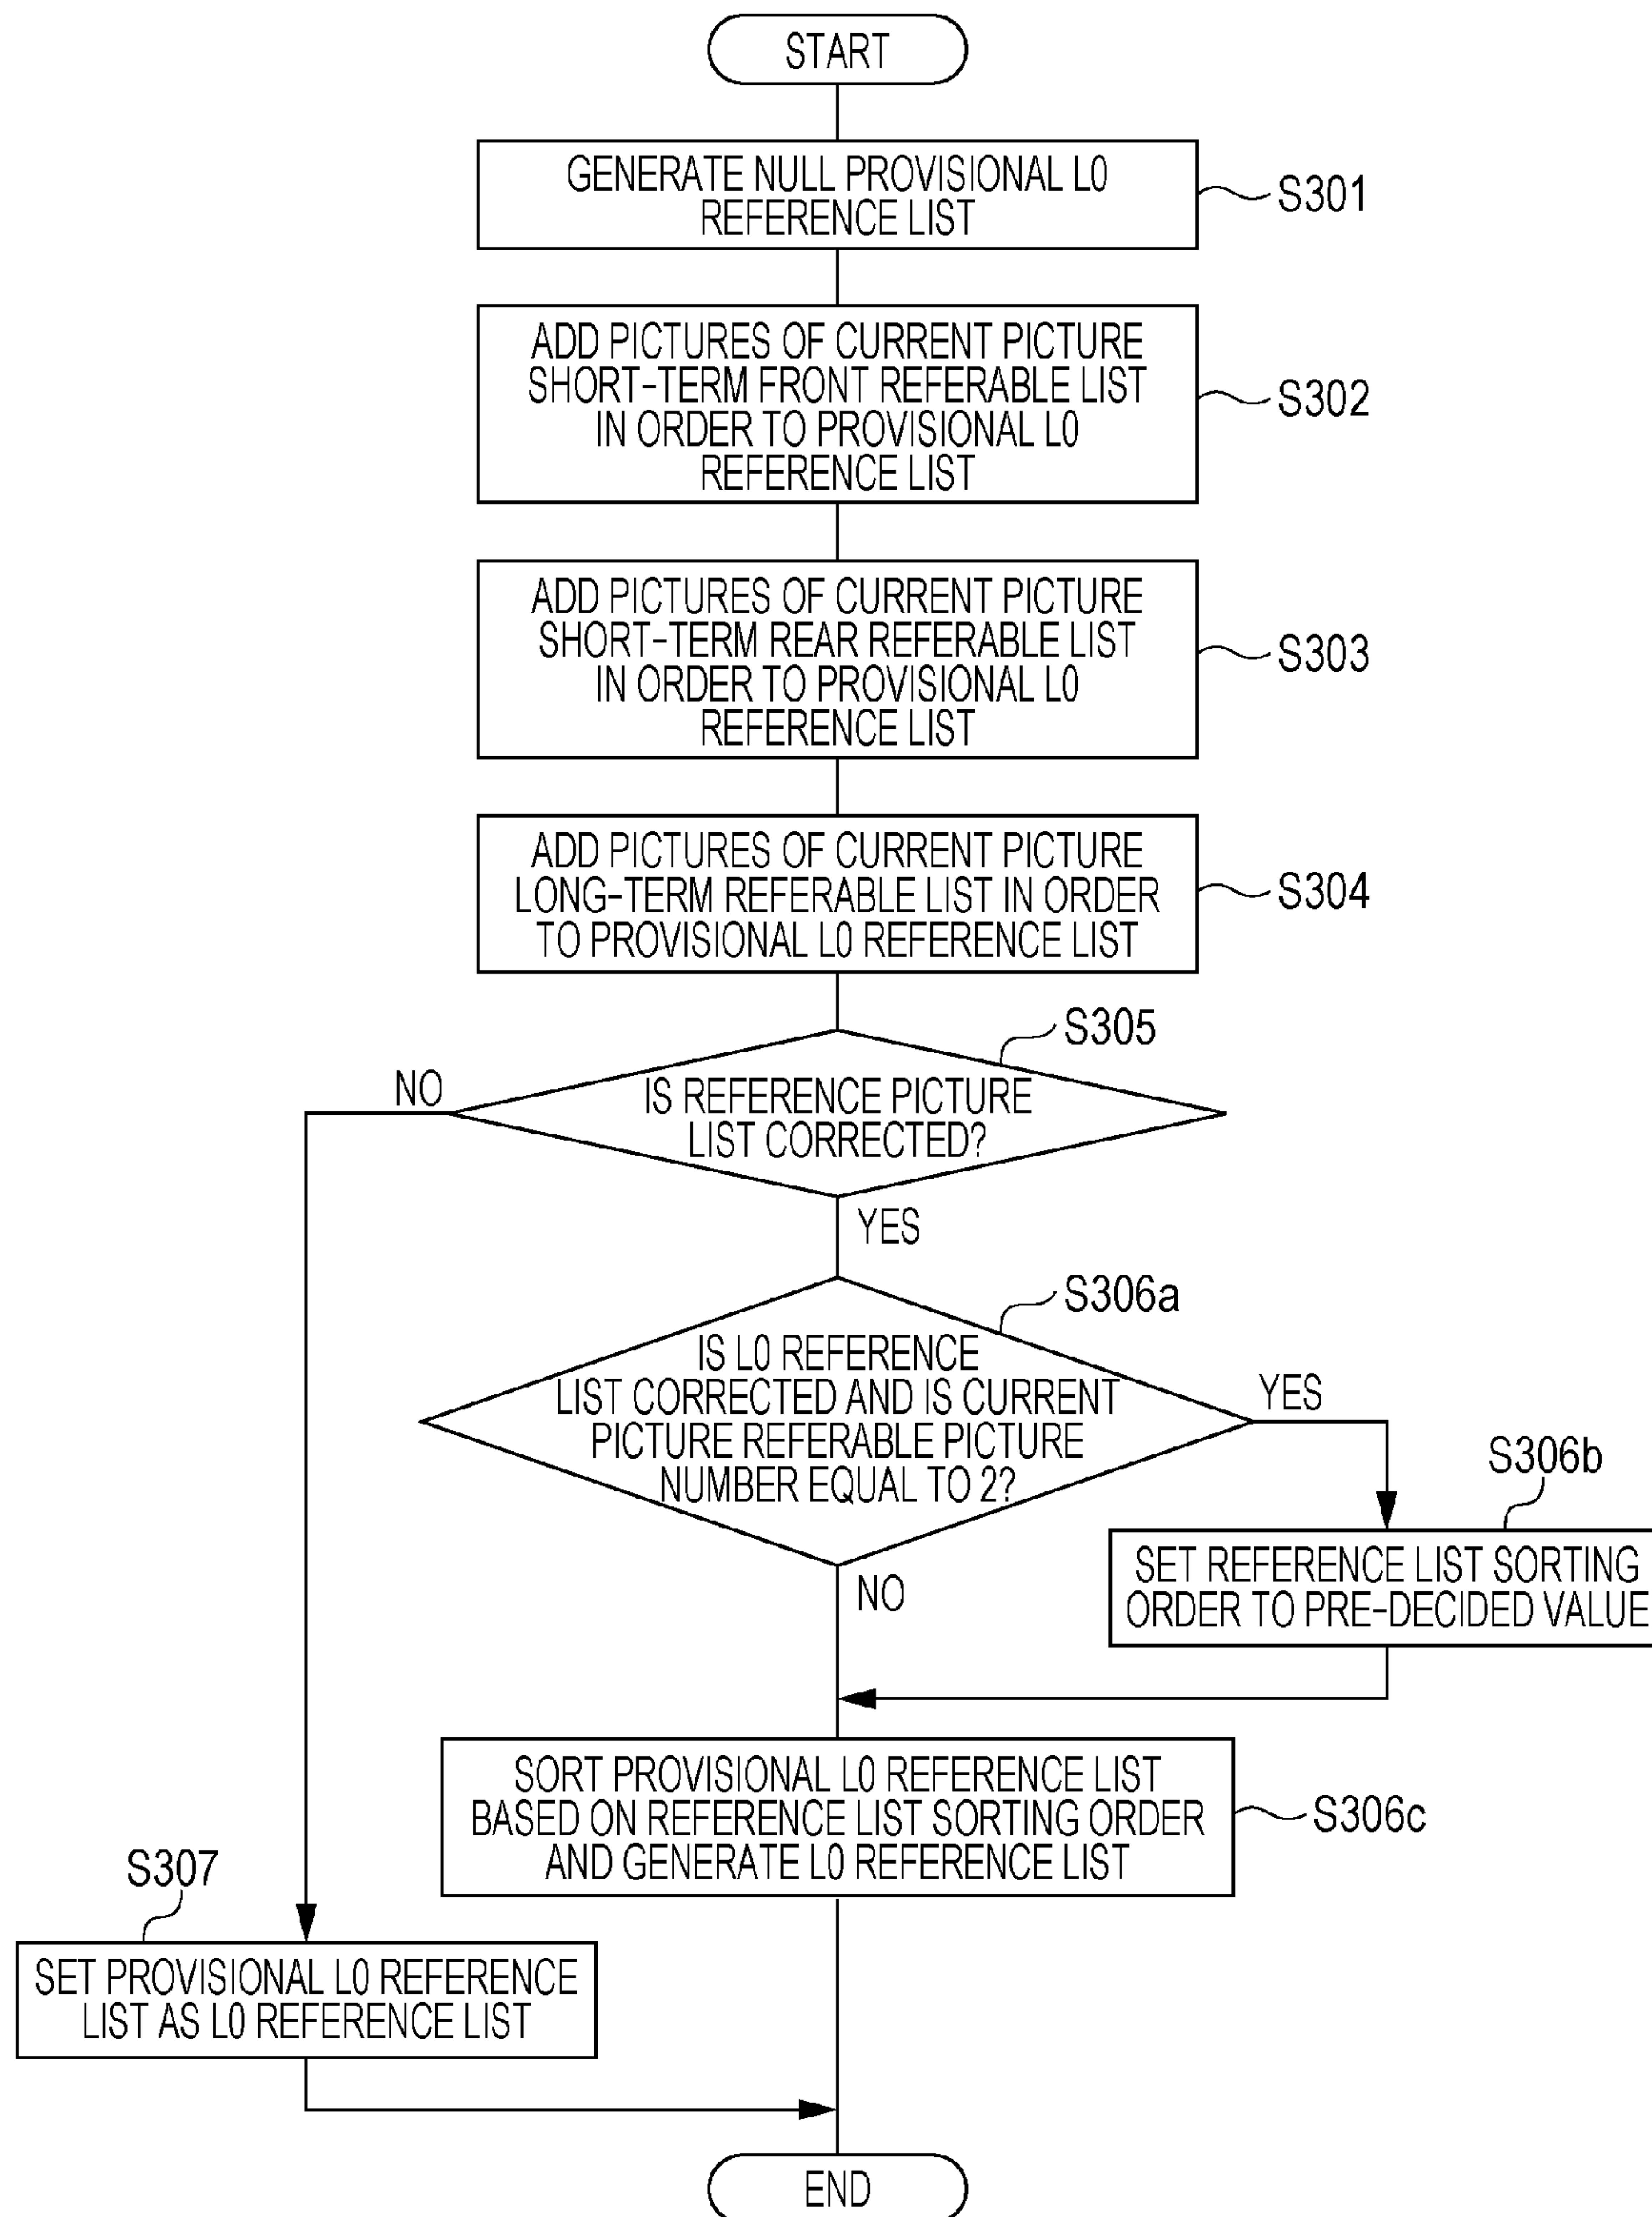 START
GENERATE NULL PROVISIONAL L0
REFERENCE LIST
S301
ADD PICTURES OF CURRENT PICTURE
SHORT-TERM FRONT REFERABLE LIST
IN ORDER TO PROVISIONAL L0
REFERENCE LIST
S302
ADD PICTURES OF CURRENT PICTURE
SHORT-TERM REAR REFERABLE LIST
IN ORDER TO PROVISIONAL L0
REFERENCE LIST
S303
ADD PICTURES OF CURRENT PICTURE
LONG-TERM REFERABLE LIST IN ORDER
TO PROVISIONAL L0 REFERENCE LIST
S304
S305
NO
IS REFERENCE PICTURE
LIST CORRECTED?
YES
S306a
IS L0 REFERENCE
LIST CORRECTED AND IS CURRENT
PICTURE REFERABLE PICTURE
NUMBER EQUAL TO 2?
YES
S306b
SET REFERENCE LIST SORTING
ORDER TO PRE-DECIDED VALUE
NO
SORT PROVISIONAL L0 REFERENCE LIST
BASED ON REFERENCE LIST SORTING ORDER
AND GENERATE L0 REFERENCE LIST
S306c
S307
SET PROVISIONAL L0 REFERENCE
LIST AS L0 REFERENCE LIST
END